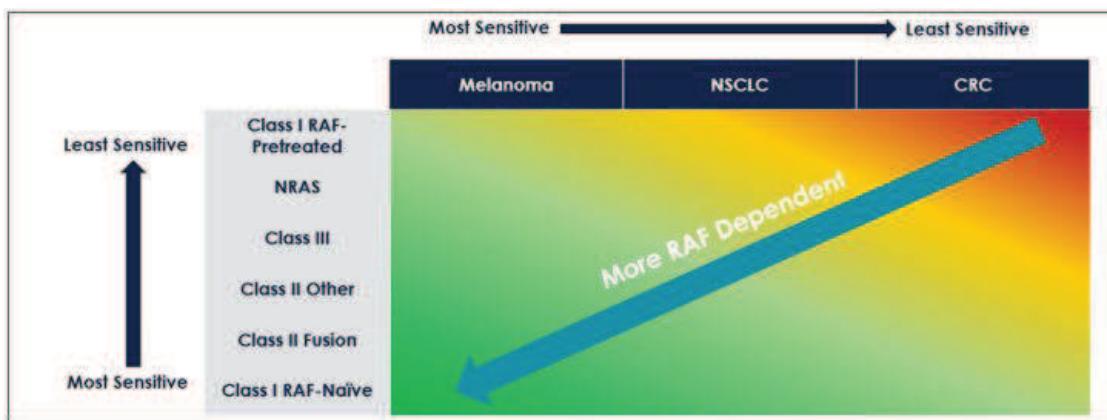 Most Sensitive Least Sensitive
Melanoma NSCLC CRC
Least Sensitive
Class I RAF-
Pretreated
NRAS
Class III
Class II Other
Class II Fusion
Most Sensitive
Class I RAF-Naïve
More RAF Dependent